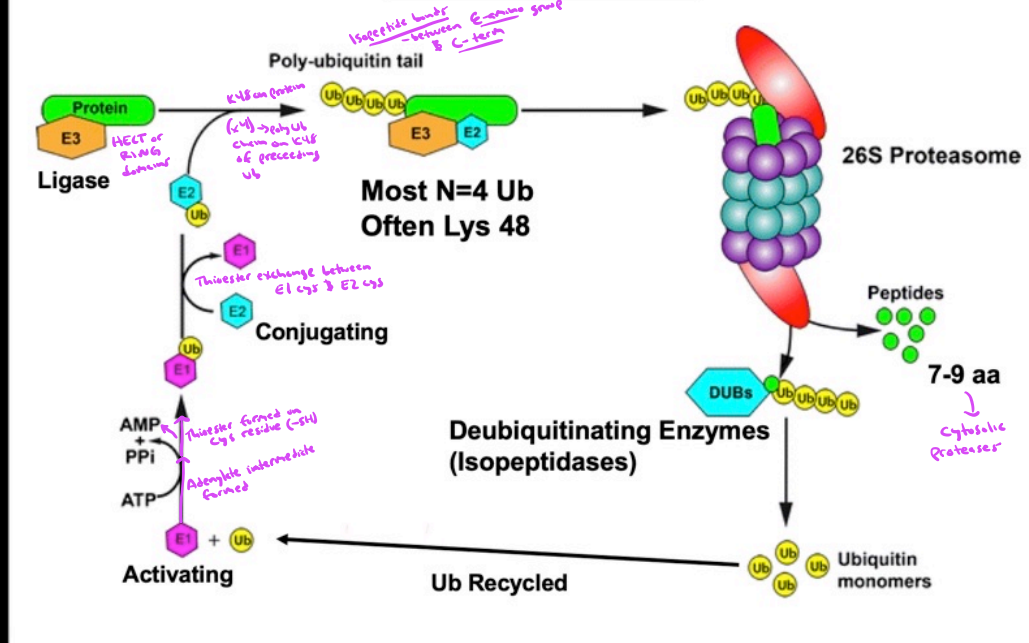 Isopeptide bonds
- between ε-amino group
& C-term
Poly-ubiquitin tail
Ub Ub Ub Ub
Ub Ub Ub Ub
Protein
E3
HECT or
RING
domains
Ligase
K48 on protein
(x4) → polyUb
chain on K48
of preceeding
Ub
E3
E2
26S Proteasome
Most N=4 Ub
Often Lys 48
E2
Ub
E1
Thioester exchange between
E1 cys & E2 cys
E2
Conjugating
Ub
E1
Peptides
7-9 aa
Cytosolic
proteases
DUBs
Ub Ub Ub Ub
Deubiquitinating Enzymes
(Isopeptidases)
AMP
+
PPi
ATP
Thioester formed on
cys residue (-SH)
Adenylate intermediate
formed
E1 + Ub
Activating
Ub Recycled
Ub
Ub
Ub
Ub
Ubiquitin
monomers